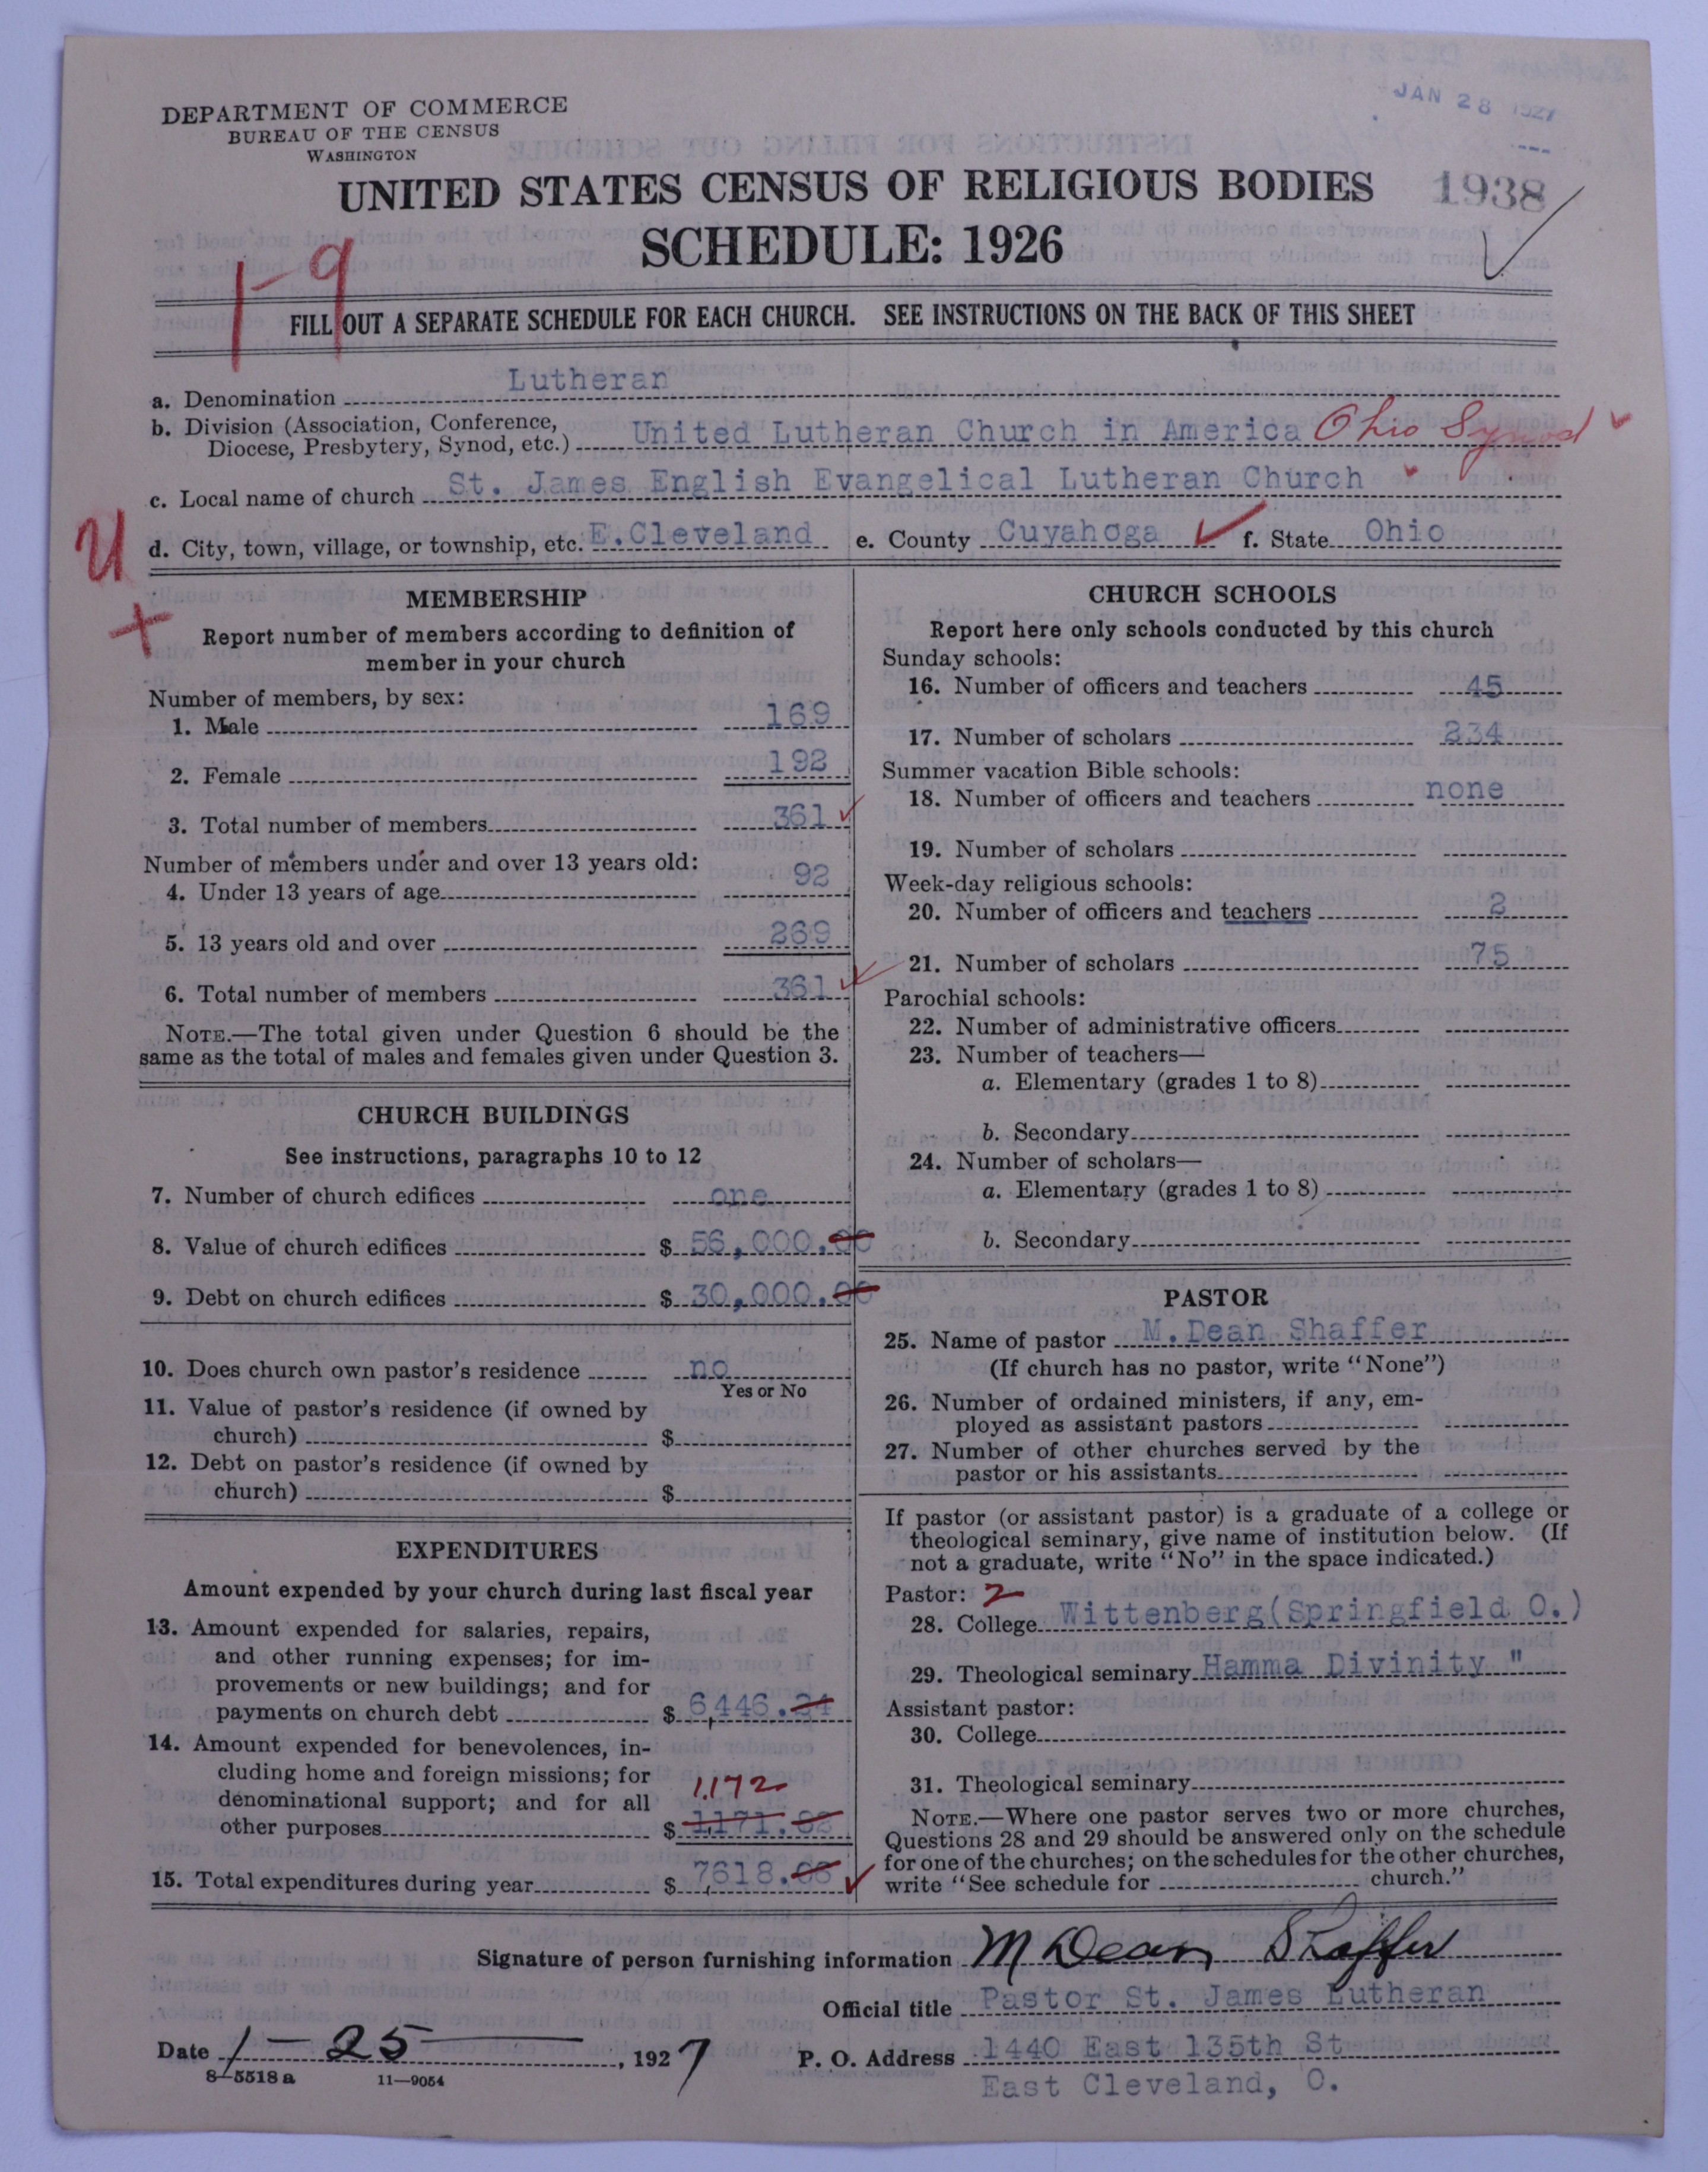 JAN 28 1927
DEPARTMENT OF COMMERCE
BUREAU OF THE CENSUS
WASHINGTON
UNITED STATES CENSUS OF RELIGIOUS BODIES 1938
SCHEDULE: 1926
1-9
FILL OUT A SEPARATE SCHEDULE FOR EACH CHURCH. SEE INSTRUCTIONS ON THE BACK OF THIS SHEET
a. Denomination Lutheran
b. Division (Association, Conference,
Diocese, Presbytery, Synod, etc.) United Lutheran Church in America Ohio Synod
c. Local name of church St. James English Evangelical Lutheran Church
d. City, town, village, or township, etc. E.Cleveland e. County Cuyahoga f. State Ohio
U
+
MEMBERSHIP
Report number of members according to definition of
member in your church
Number of members, by sex:
1. Male 169
2. Female 192
3. Total number of members 361
Number of members under and over 13 years old:
4. Under 13 years of age 92
5. 13 years old and over 269
6. Total number of members 361
NOTE.—The total given under Question 6 should be the
same as the total of males and females given under Question 3.
CHURCH BUILDINGS
See instructions, paragraphs 10 to 12
7. Number of church edifices one
8. Value of church edifices $ 56,000.00
9. Debt on church edifices $ 30,000.00
10. Does church own pastor's residence no
Yes or No
11. Value of pastor's residence (if owned by
church) $
12. Debt on pastor's residence (if owned by
church) $
EXPENDITURES
Amount expended by your church during last fiscal year
13. Amount expended for salaries, repairs,
and other running expenses; for im-
provements or new buildings; and for
payments on church debt $ 6,446.24
14. Amount expended for benevolences, in-
cluding home and foreign missions; for
denominational support; and for all
1,172
other purposes $ 1,171.82
15. Total expenditures during year $ 7,618.06
CHURCH SCHOOLS
Report here only schools conducted by this church
Sunday schools:
16. Number of officers and teachers 45
17. Number of scholars 234
Summer vacation Bible schools:
18. Number of officers and teachers none
19. Number of scholars
Week-day religious schools:
20. Number of officers and teachers 2
21. Number of scholars 75
Parochial schools:
22. Number of administrative officers
23. Number of teachers—
a. Elementary (grades 1 to 8)
b. Secondary
24. Number of scholars—
a. Elementary (grades 1 to 8)
b. Secondary
PASTOR
25. Name of pastor M.Dean Shaffer
(If church has no pastor, write "None")
26. Number of ordained ministers, if any, em-
ployed as assistant pastors
27. Number of other churches served by the
pastor or his assistants
If pastor (or assistant pastor) is a graduate of a college or
theological seminary, give name of institution below. (If
not a graduate, write "No" in the space indicated.)
Pastor: 2
28. College Wittenberg(Springfield O.)
29. Theological seminary Hamma Divinity "
Assistant pastor:
30. College
31. Theological seminary
NOTE.—Where one pastor serves two or more churches,
Questions 28 and 29 should be answered only on the schedule
for one of the churches; on the schedules for the other churches,
write "See schedule for church."
Signature of person furnishing information M Dean Shaffer
Official title Pastor St. James Lutheran
Date 1-25, 1927 P. O. Address 1440 East 135th St
8-5518 a 11-9054 East Cleveland, O.